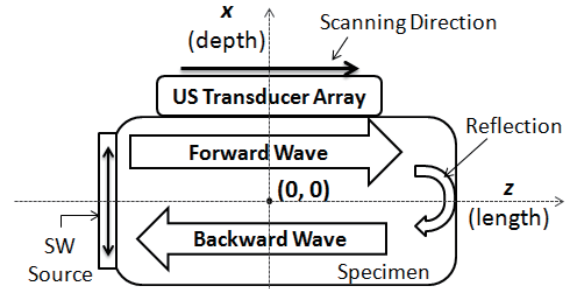 x
(depth)
Scanning Direction
US Transducer Array
Reflection
Forward Wave
(0, 0)
z
(length)
Backward Wave
SW
Source
Specimen